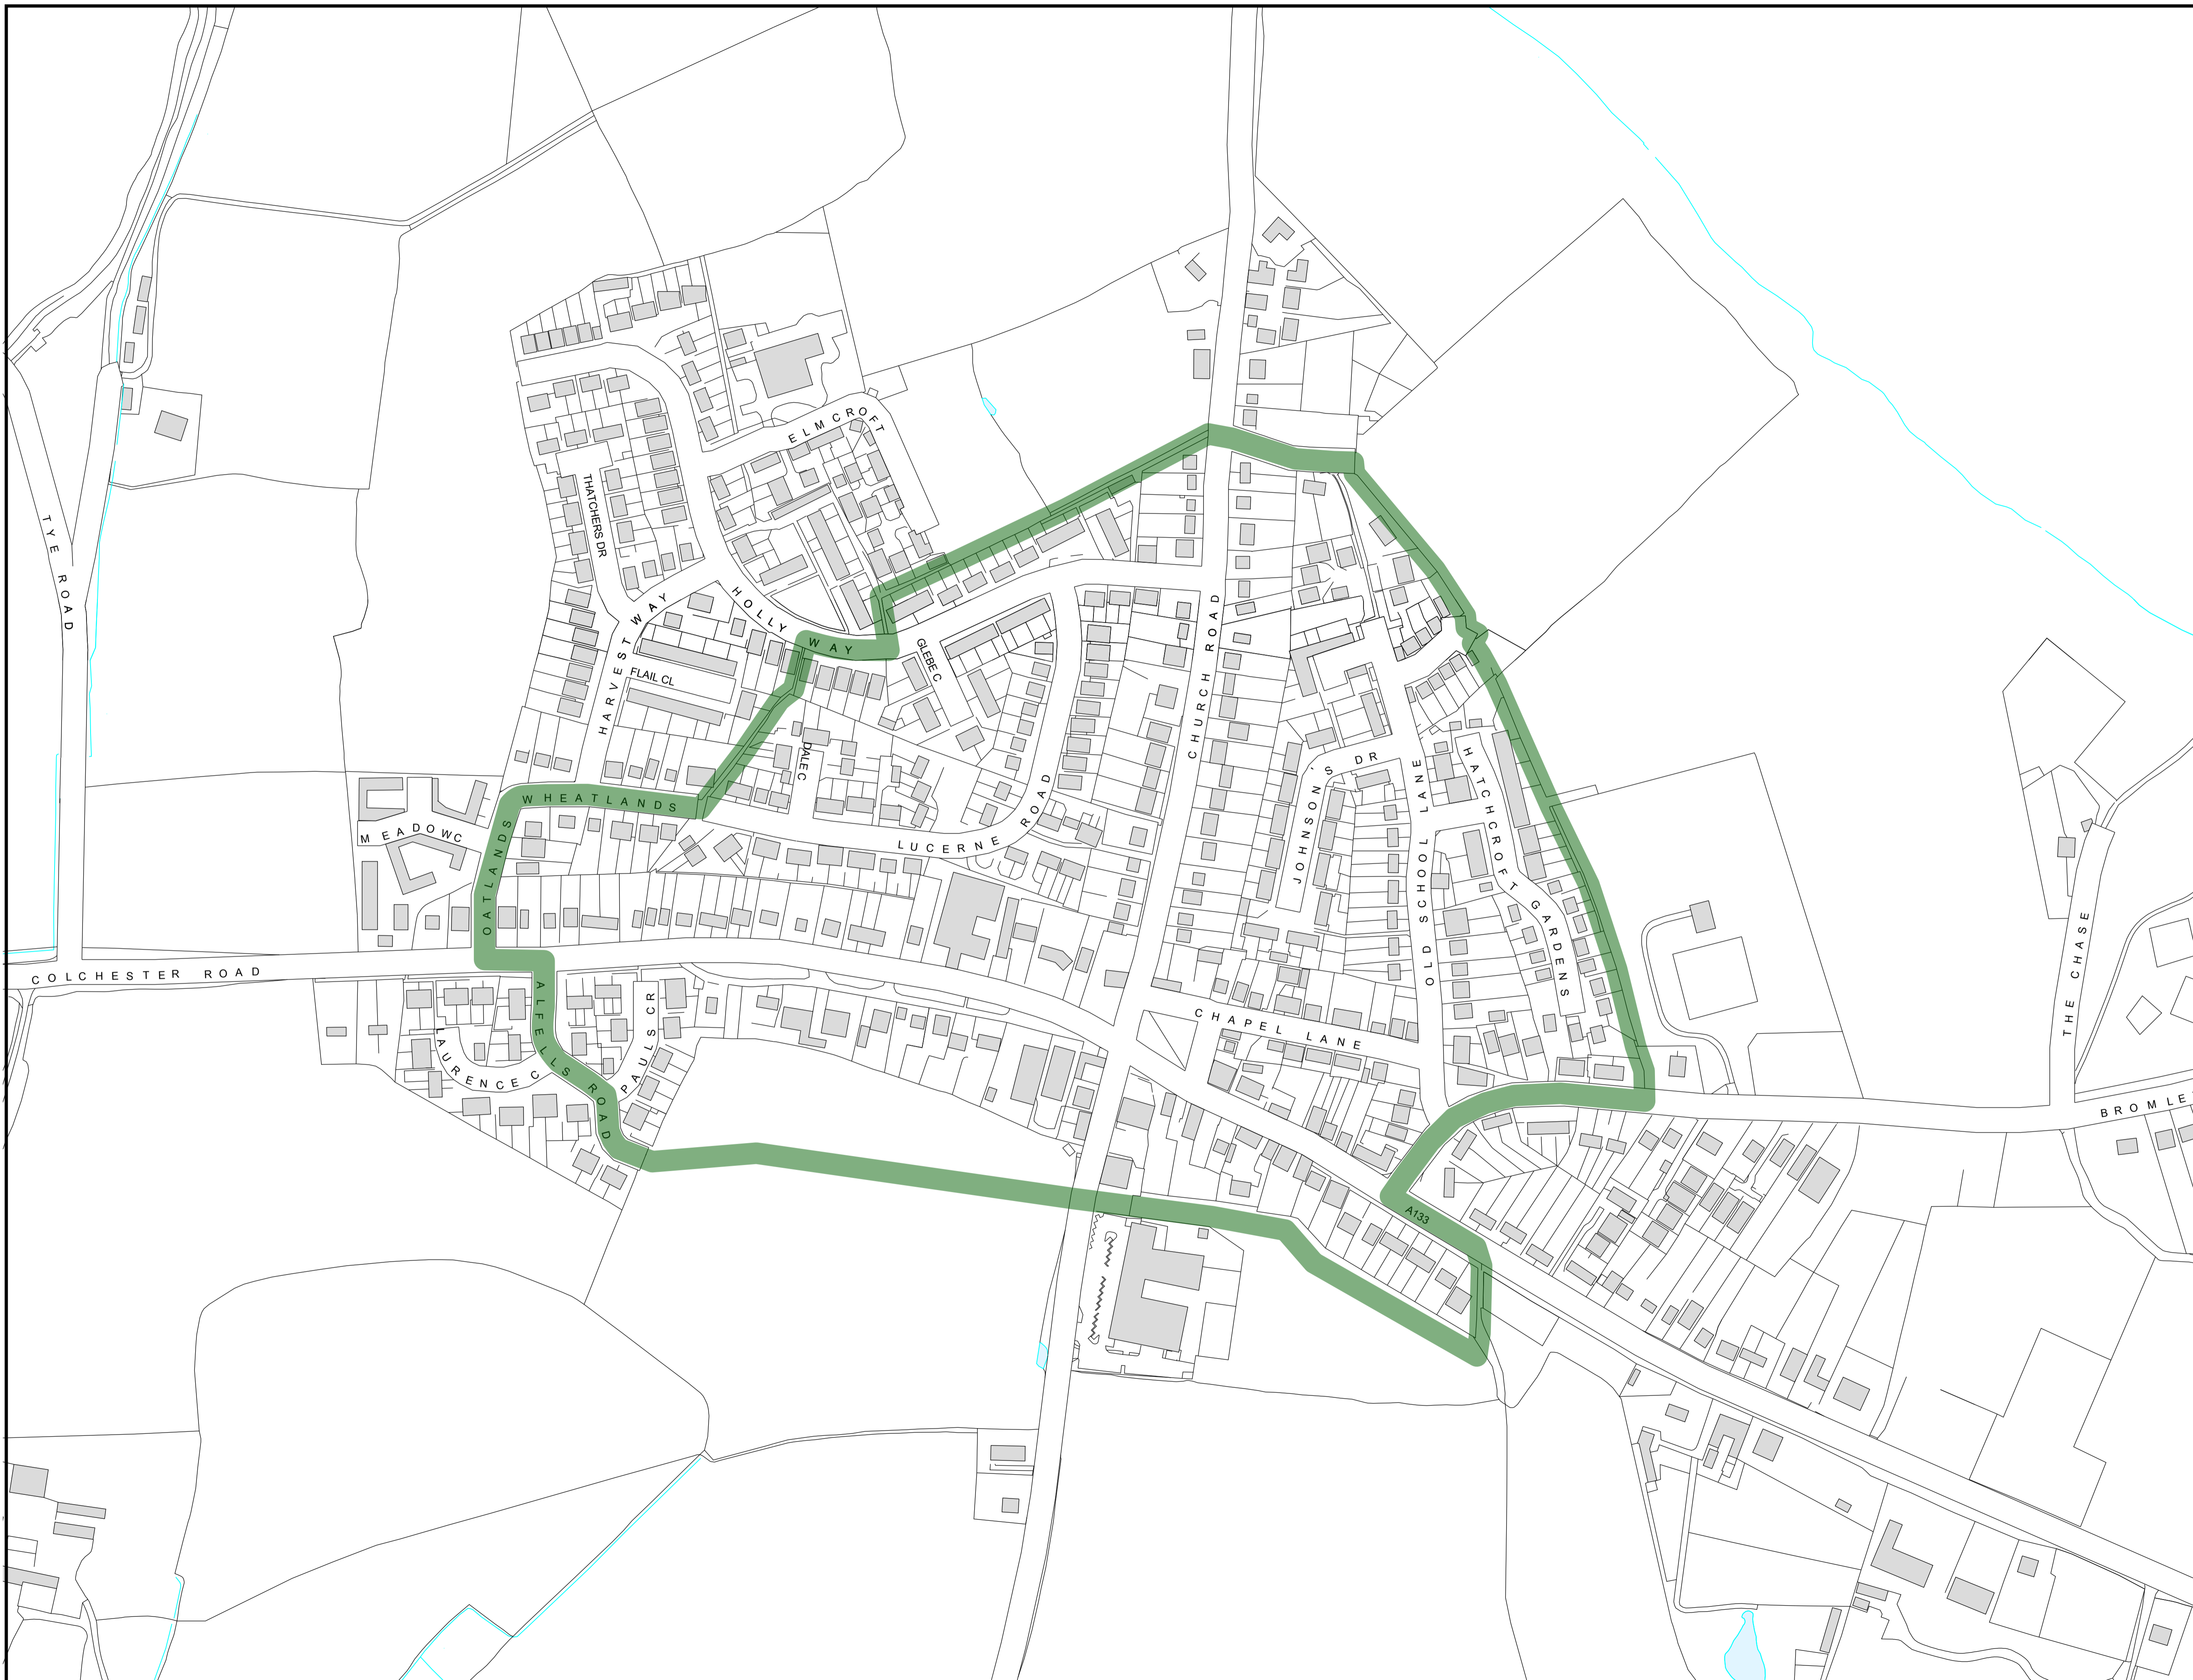 ELMCROFT
THATCHERS DR
TYE ROAD
HOLLY WAY
HARVEST WAY
FLAIL CL
GLEBE C
CHURCH ROAD
DALE C
JOHNSON S DR
HATCHCROFT GARDENS
WHEATLANDS
OATLANDS
MEADOWC
LUCERNE ROAD
OLD SCHOOL LANE
THE CHASE
COLCHESTER ROAD
ALFELLS ROAD
LAURENCE C
PAULS CR
CHAPEL LANE
BROMLE
A133